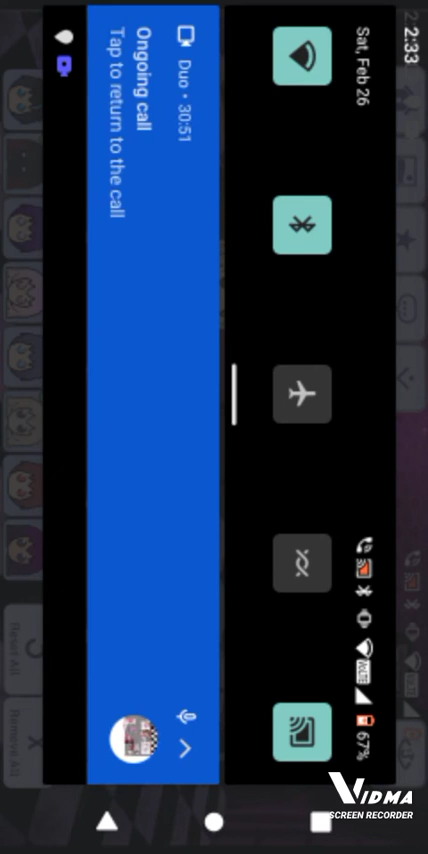 2:33
Sat, Feb 26
VoLTE
67%
Duo • 30:51
Ongoing call
Tap to return to the call
Reset All
Remove All
VIDMA
SCREEN RECORDER